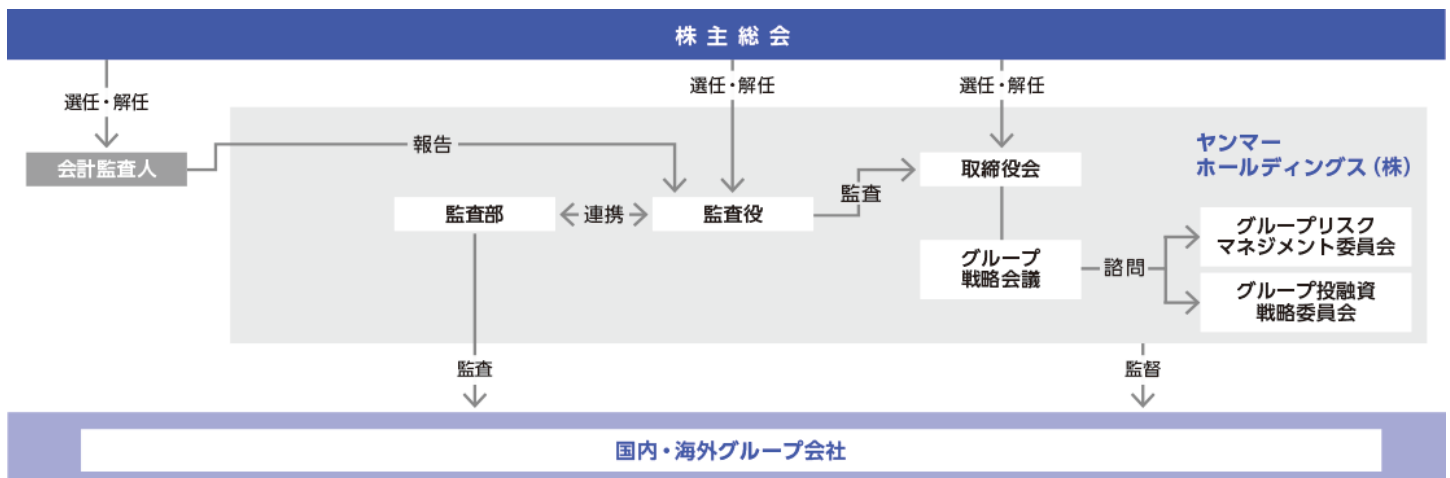 株主総会
選任・解任
選任・解任
選任・解任
会計監査人
報告
ヤンマー
ホールディングス(株)
取締役会
監査
監査部
連携
監査役
グループ
戦略会議
諮問
グループリスク
マネジメント委員会
グループ投融資
戦略委員会
監査
監督
国内・海外グループ会社